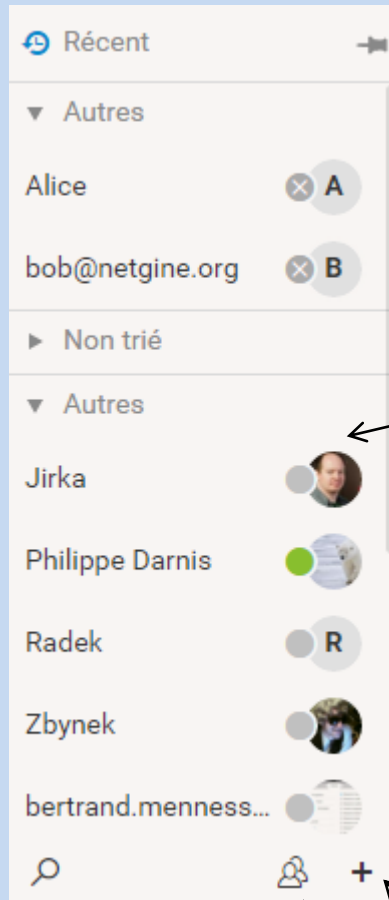 Récent
Autres
Alice
A
bob@netgine.org
B
Non trié
Autres
Jirka
Philippe Darnis
Radek
R
Zbynek
bertrand.menness...